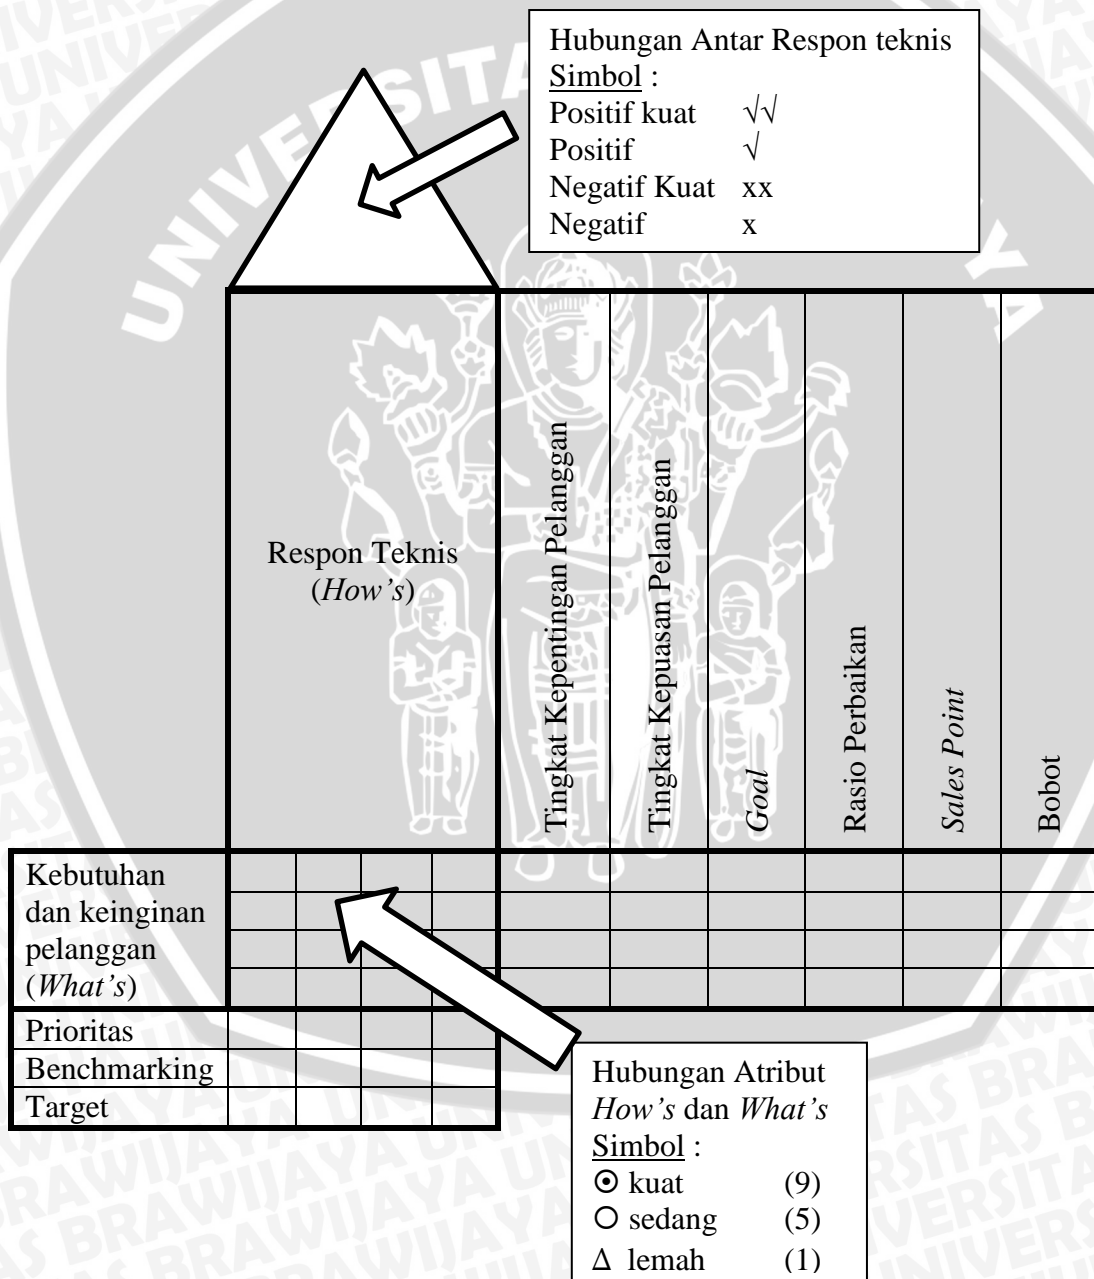 Hubungan Antar Respon teknis
Simbol :
Positif kuat √√
Positif √
Negatif Kuat xx
Negatif x
Respon Teknis
(How’s)
Tingkat Kepentingan Pelanggan
Tingkat Kepuasan Pelanggan
Goal
Rasio Perbaikan
Sales Point
Bobot
Kebutuhan
dan keinginan
pelanggan
(What’s)
Prioritas
Benchmarking
Target
Hubungan Atribut
How’s dan What’s
Simbol :
⊙ kuat (9)
O sedang (5)
Δ lemah (1)